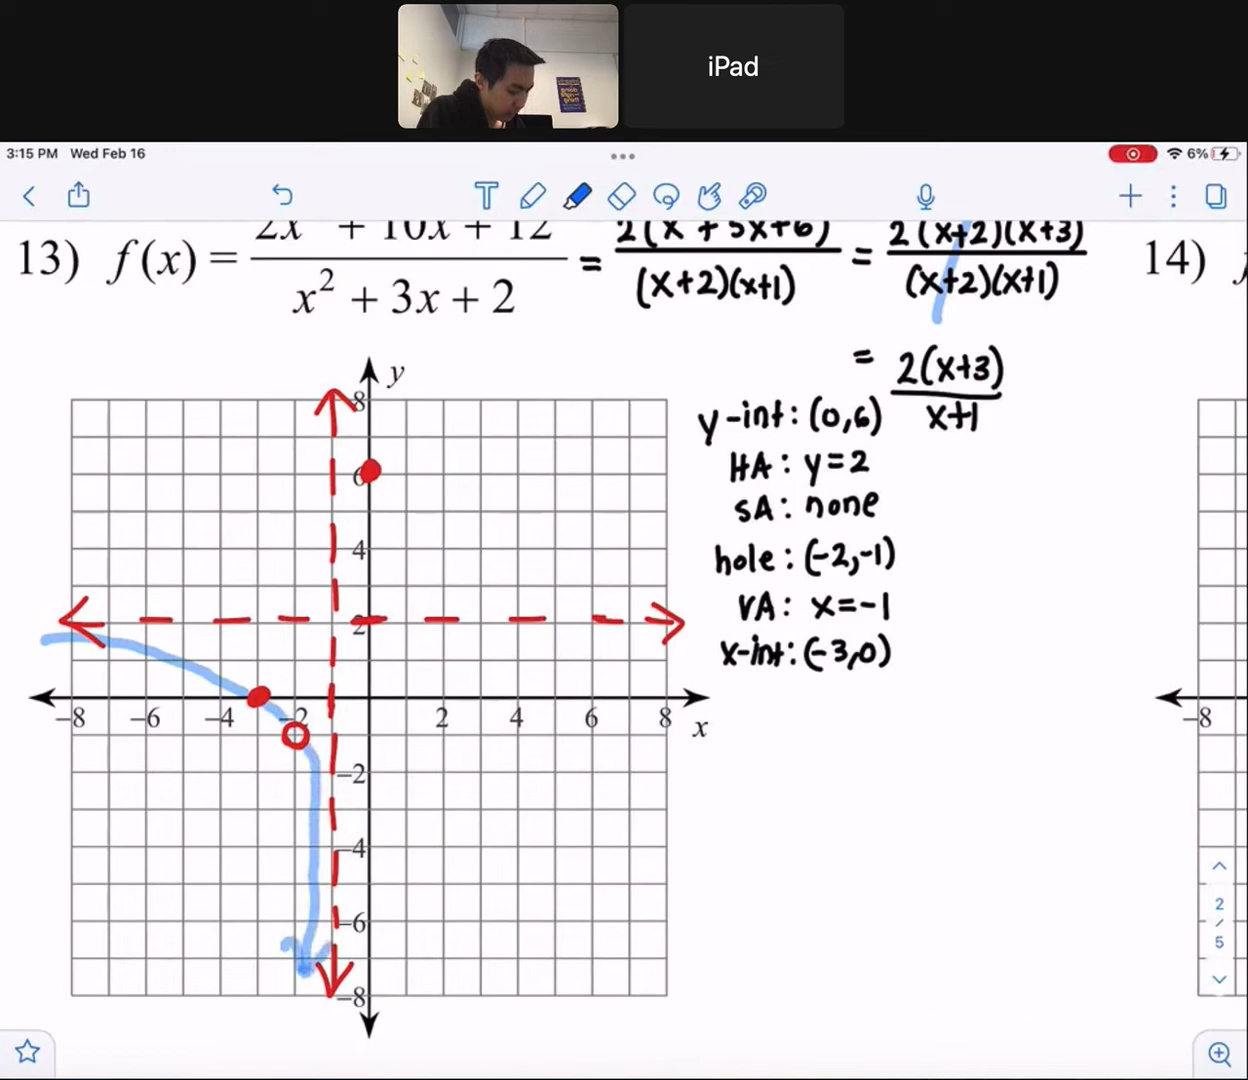 iPad
3:15 PM Wed Feb 16
6%
T
13) f(x) = 2x + 10x + 12 / x² + 3x + 2 = 2(x + 5x+6) / (x+2)(x+1) = 2(x+2)(x+3) / (x+2)(x+1)
14)
= 2(x+3) / x+1
y-int: (0,6)
HA: y=2
SA: none
hole: (-2,-1)
VA: x=-1
x-int: (-3,0)
y
8
6
4
2
-8 -6 -4 -2 2 4 6 8 x
-2
-4
-6
-8
-8
2
/
5